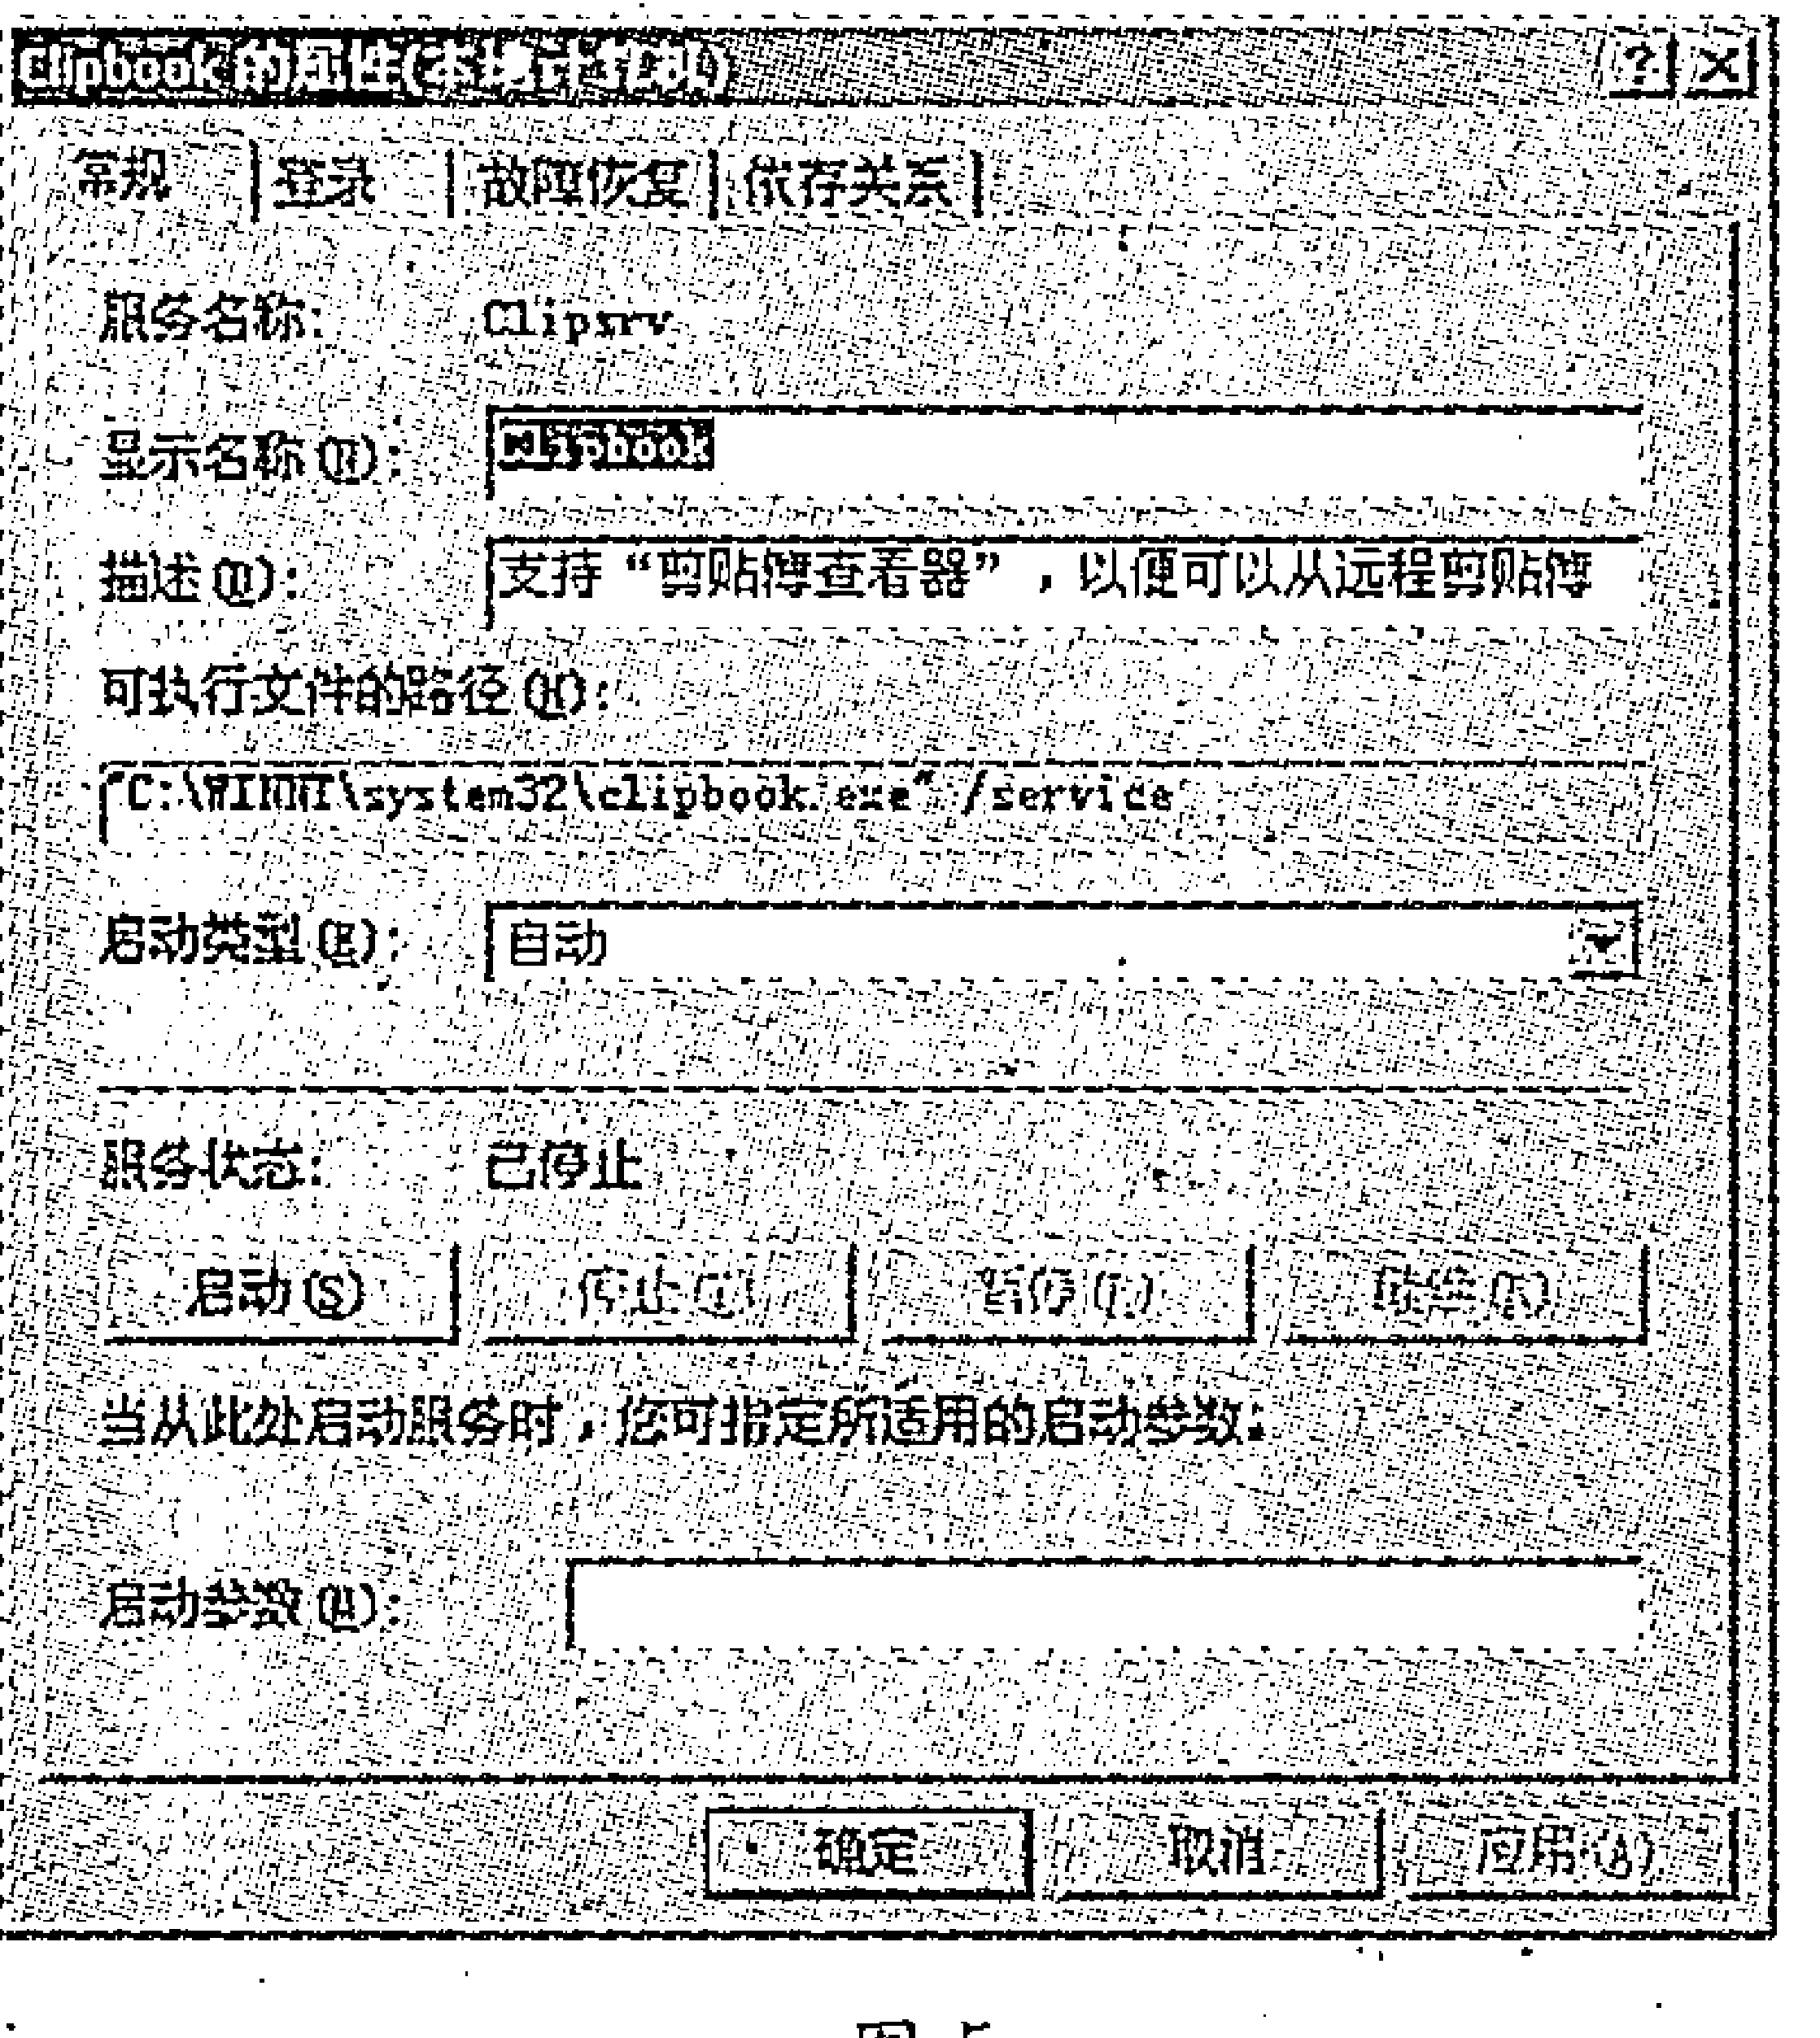 Clipbook 的属性(本地计算机)
常规 登录 故障恢复 依存关系
服务名称: Clipsrv
显示名称(N): Clipbook
描述(D): 支持“剪贴簿查看器”，以便可以从远程剪贴簿
可执行文件的路径(H):
"C:\WINNT\system32\clipbook.exe" /service
启动类型(E): 自动
服务状态: 已停止
启动(S) 停止(T) 暂停(P) 恢复(R)
当从此处启动服务时，您可指定所适用的启动参数:
启动参数(M):
确定 取消 应用(A)